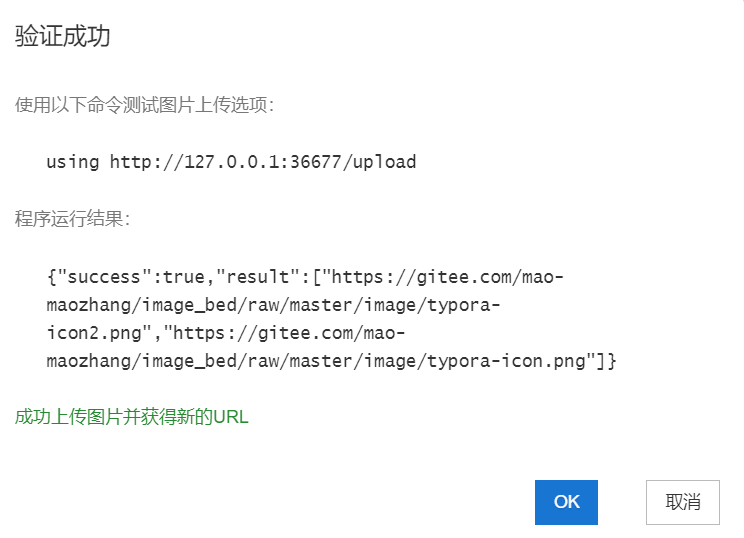 验证成功
使用以下命令测试图片上传选项：
using http://127.0.0.1:36677/upload
程序运行结果：
{"success":true,"result":["https://gitee.com/mao-
maozhang/image_bed/raw/master/image/typora-
icon2.png","https://gitee.com/mao-
maozhang/image_bed/raw/master/image/typora-icon.png"]}
成功上传图片并获得新的URL
OK
取消